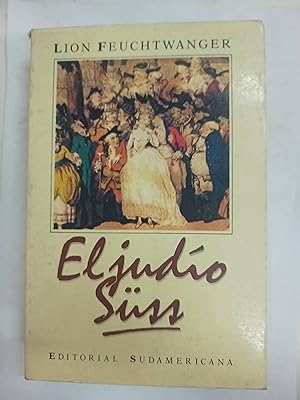 LION FEUCHTWANGER
El judío
Süss
EDITORIAL SUDAMERICANA